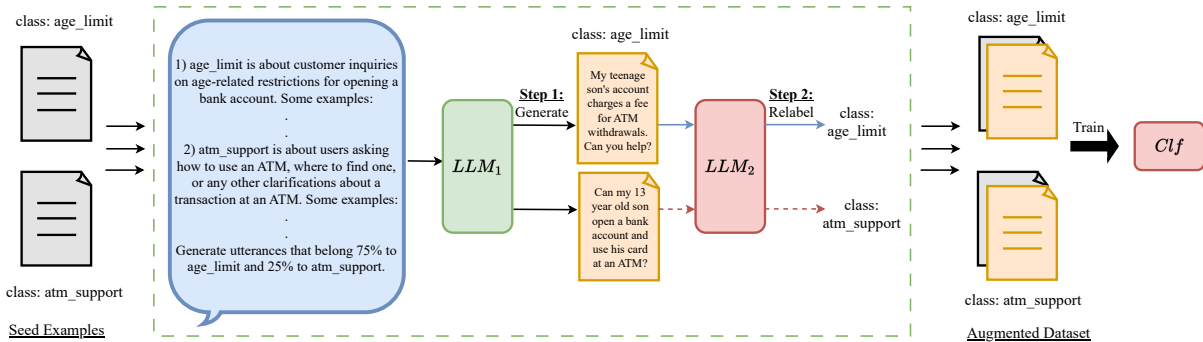 class: age_limit
class: atm_support
Seed Examples
1) age_limit is about customer inquiries
on age-related restrictions for opening a
bank account. Some examples:
.
.
2) atm_support is about users asking
how to use an ATM, where to find one,
or any other clarifications about a
transaction at an ATM. Some examples:
.
.
Generate utterances that belong 75% to
age_limit and 25% to atm_support.
LLM1
Step 1:
Generate
class: age_limit
My teenage
son's account
charges a fee
for ATM
withdrawals.
Can you help?
Can my 13
year old son
open a bank
account and
use his card
at an ATM?
LLM2
Step 2:
Relabel
class:
age_limit
class:
atm_support
class: age_limit
class: atm_support
Augmented Dataset
Train
Clf